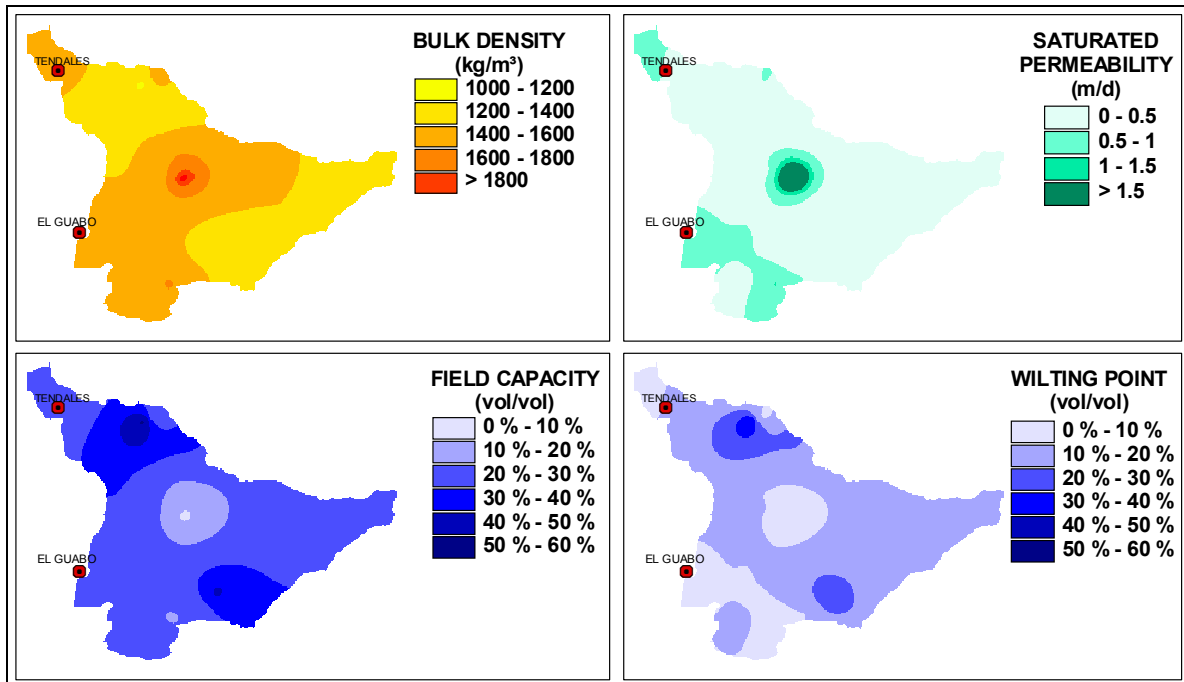 BULK DENSITY
(kg/m³)
1000 - 1200
1200 - 1400
1400 - 1600
1600 - 1800
> 1800
TENDALES
EL GUABO
SATURATED
PERMEABILITY
(m/d)
0 - 0.5
0.5 - 1
1 - 1.5
> 1.5
TENDALES
EL GUABO
FIELD CAPACITY
(vol/vol)
0 % - 10 %
10 % - 20 %
20 % - 30 %
30 % - 40 %
40 % - 50 %
50 % - 60 %
TENDALES
EL GUABO
WILTING POINT
(vol/vol)
0 % - 10 %
10 % - 20 %
20 % - 30 %
30 % - 40 %
40 % - 50 %
50 % - 60 %
TENDALES
EL GUABO